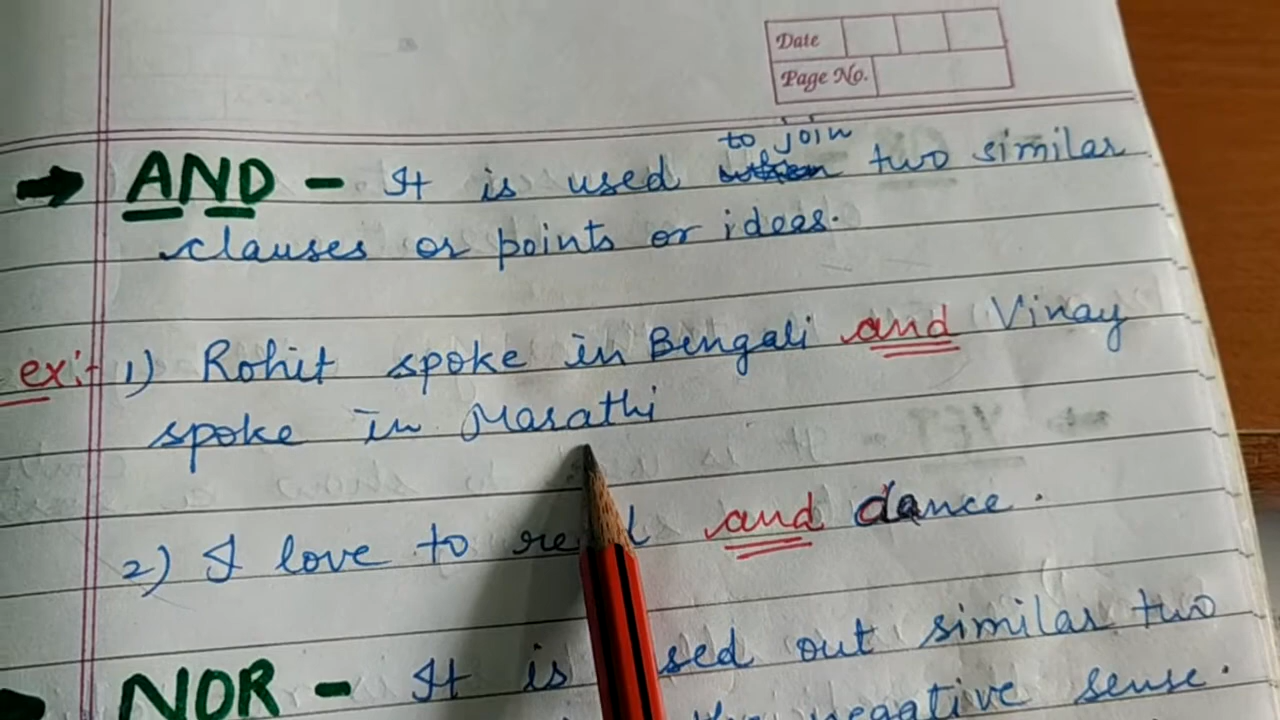 Date
Page No.
to join
AND - It is used when two similar
clauses or points or ideas.
ex:- 1) Rohit spoke in Bengali and Vinay
spoke in Marathi
2) I love to and dance.
NOR - It is sed out similar two
negative sense.